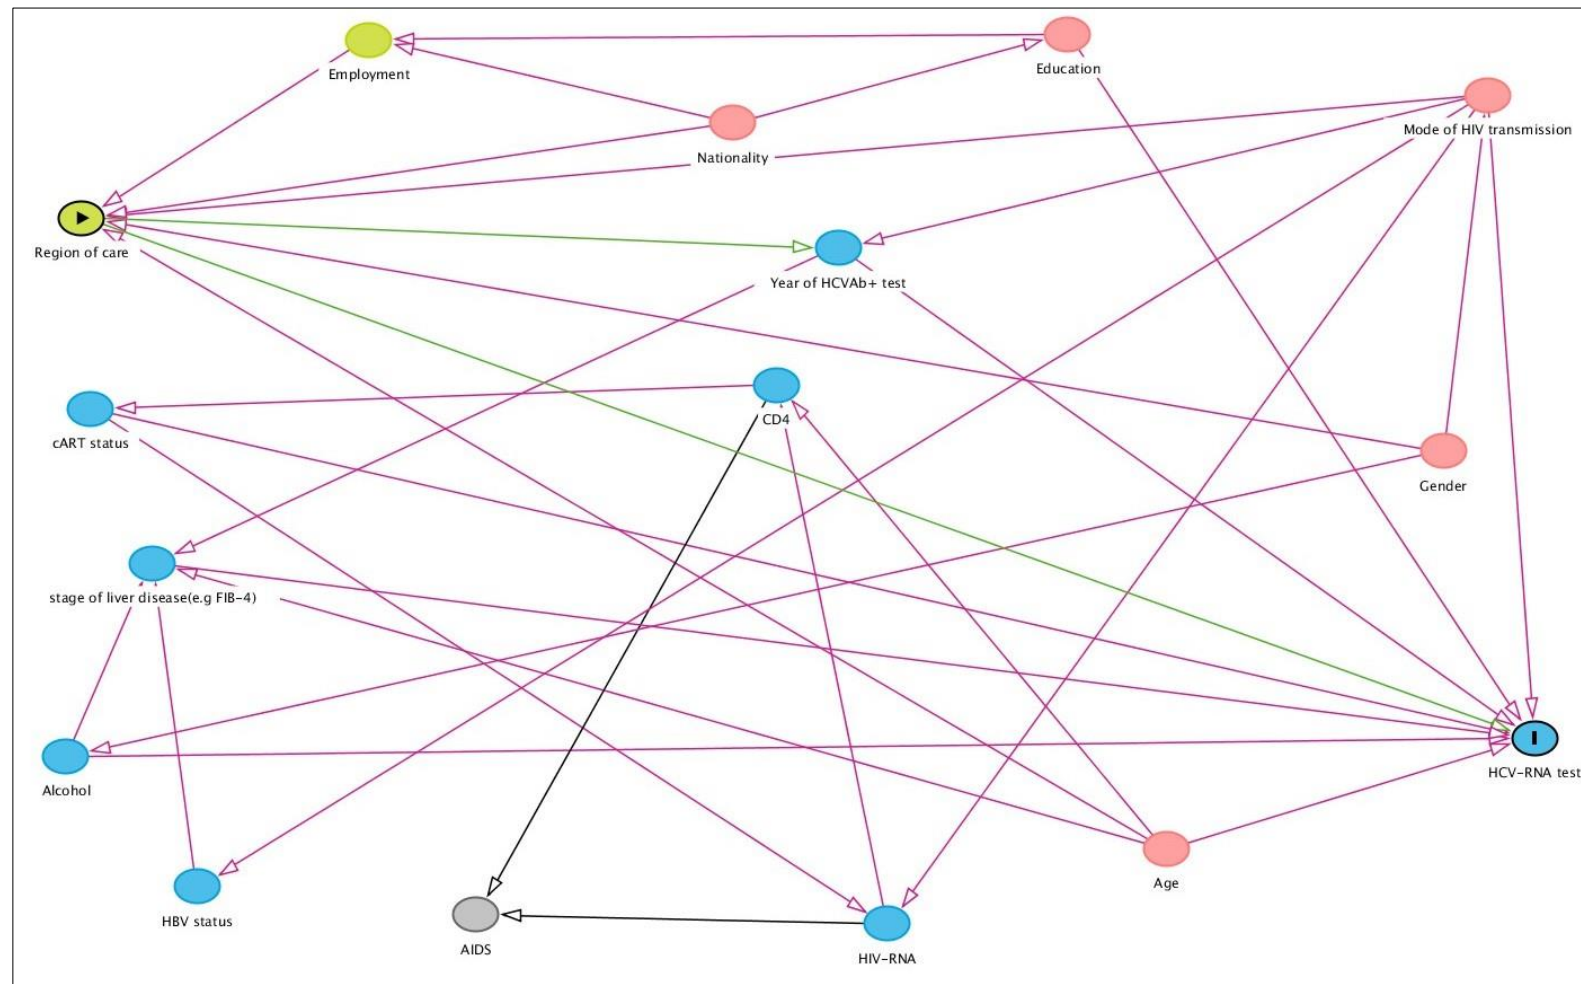 Employment
Education
Mode of HIV transmission
Nationality
Region of care
Year of HCVAb+ test
CD4
cART status
Gender
stage of liver disease(e.g FIB-4)
Alcohol
HCV-RNA test
Age
HBV status
AIDS
HIV-RNA